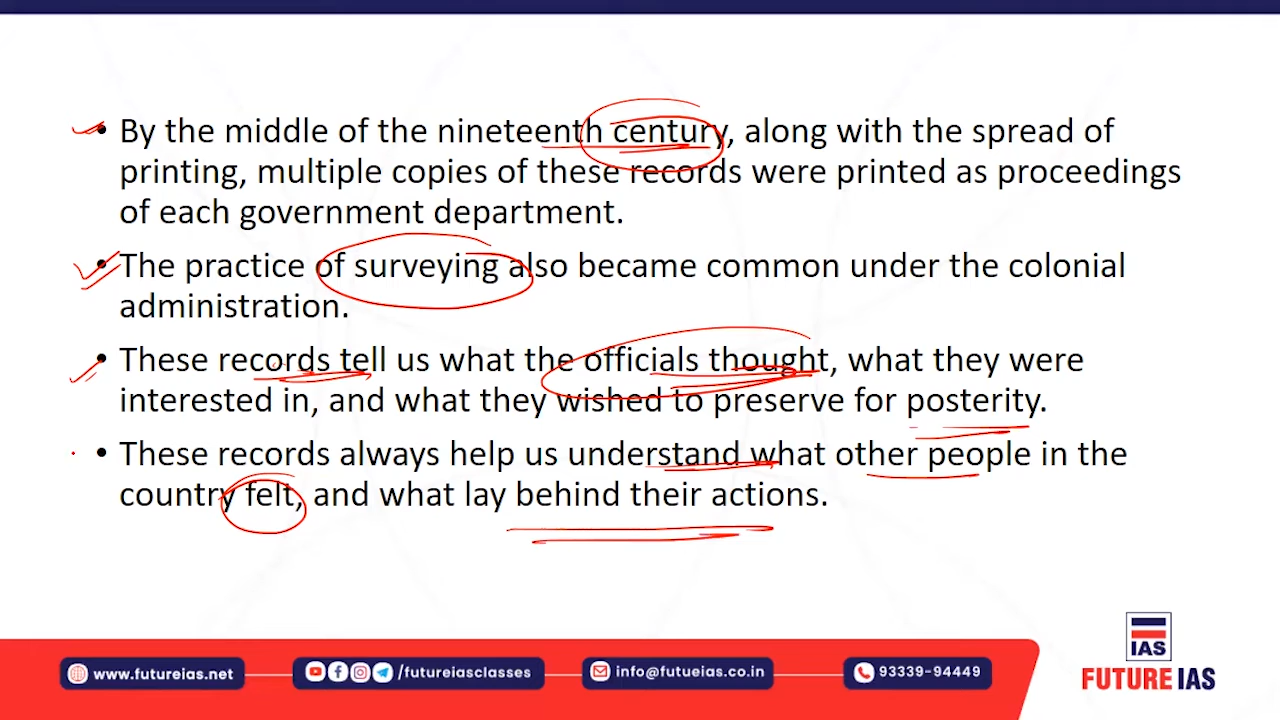 • By the middle of the nineteenth century, along with the spread of
printing, multiple copies of these records were printed as proceedings
of each government department.
• The practice of surveying also became common under the colonial
administration.
• These records tell us what the officials thought, what they were
interested in, and what they wished to preserve for posterity.
• These records always help us understand what other people in the
country felt, and what lay behind their actions.
www.futureias.net
/futureiasclasses
info@futueias.co.in
93339-94449
IAS
FUTURE IAS